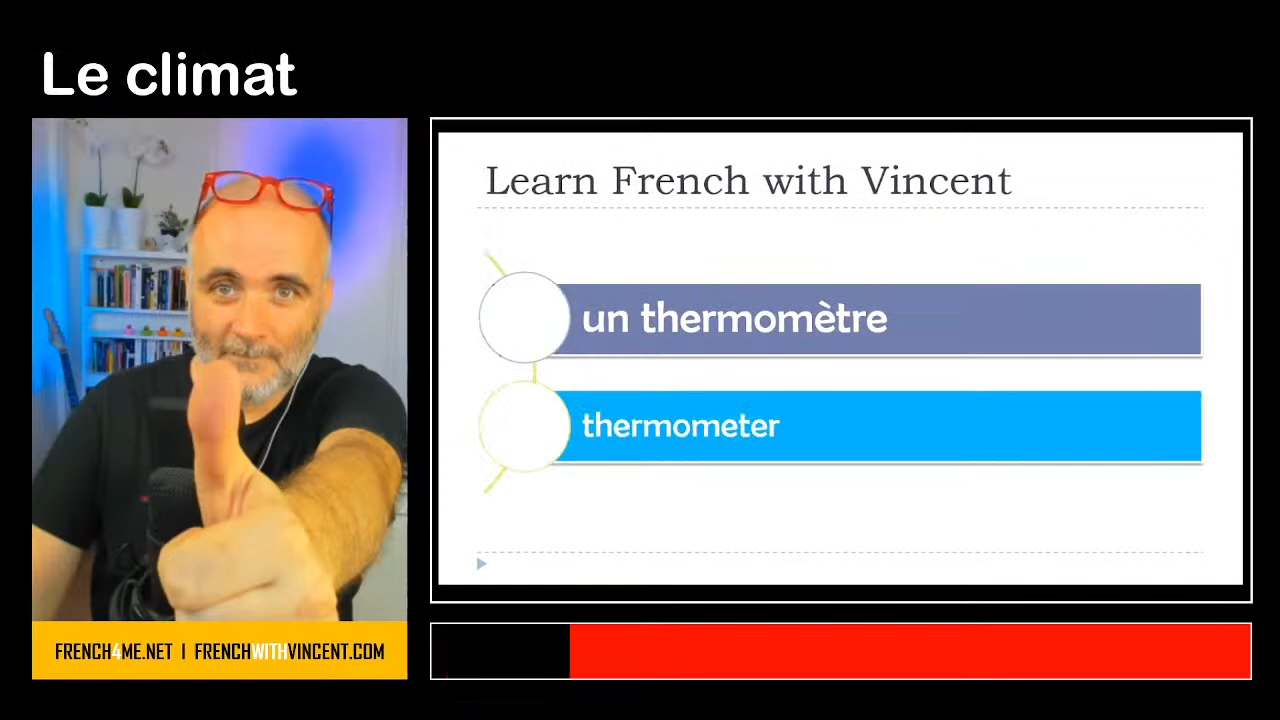 Le climat
Learn French with Vincent
un thermomètre
thermometer
FRENCH4ME.NET | FRENCHWITHVINCENT.COM